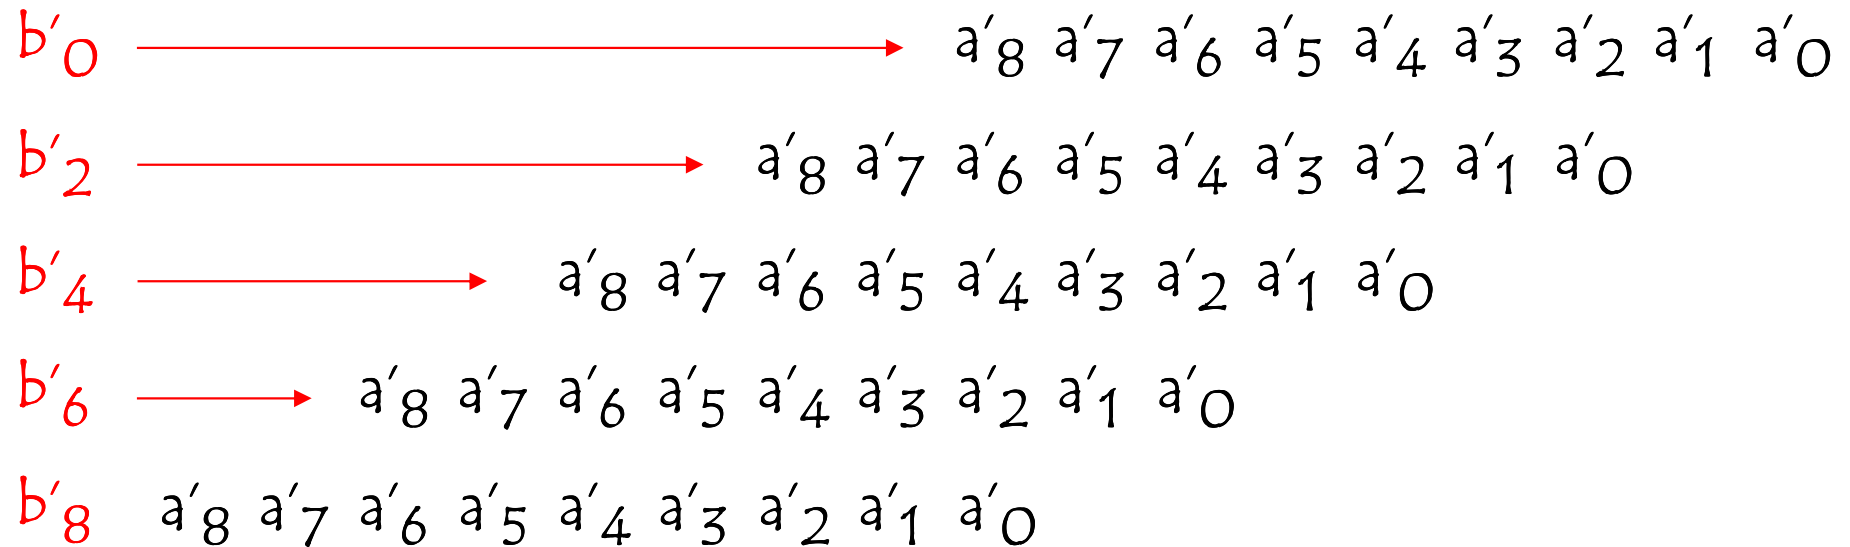 b′0 a′8 a′7 a′6 a′5 a′4 a′3 a′2 a′1 a′0
b′2 a′8 a′7 a′6 a′5 a′4 a′3 a′2 a′1 a′0
b′4 a′8 a′7 a′6 a′5 a′4 a′3 a′2 a′1 a′0
b′6 a′8 a′7 a′6 a′5 a′4 a′3 a′2 a′1 a′0
b′8 a′8 a′7 a′6 a′5 a′4 a′3 a′2 a′1 a′0